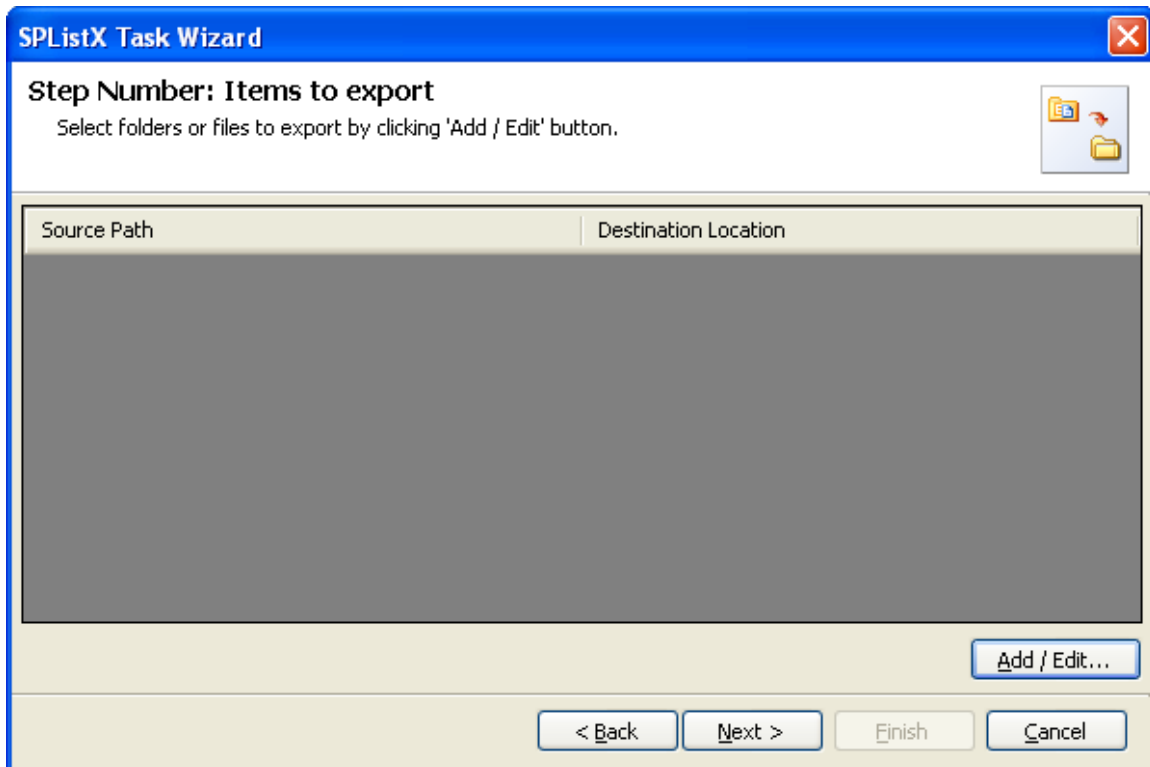 SPListX Task Wizard
Step Number: Items to export
Select folders or files to export by clicking 'Add / Edit' button.
Source Path Destination Location
Add / Edit...
< Back Next > Finish Cancel